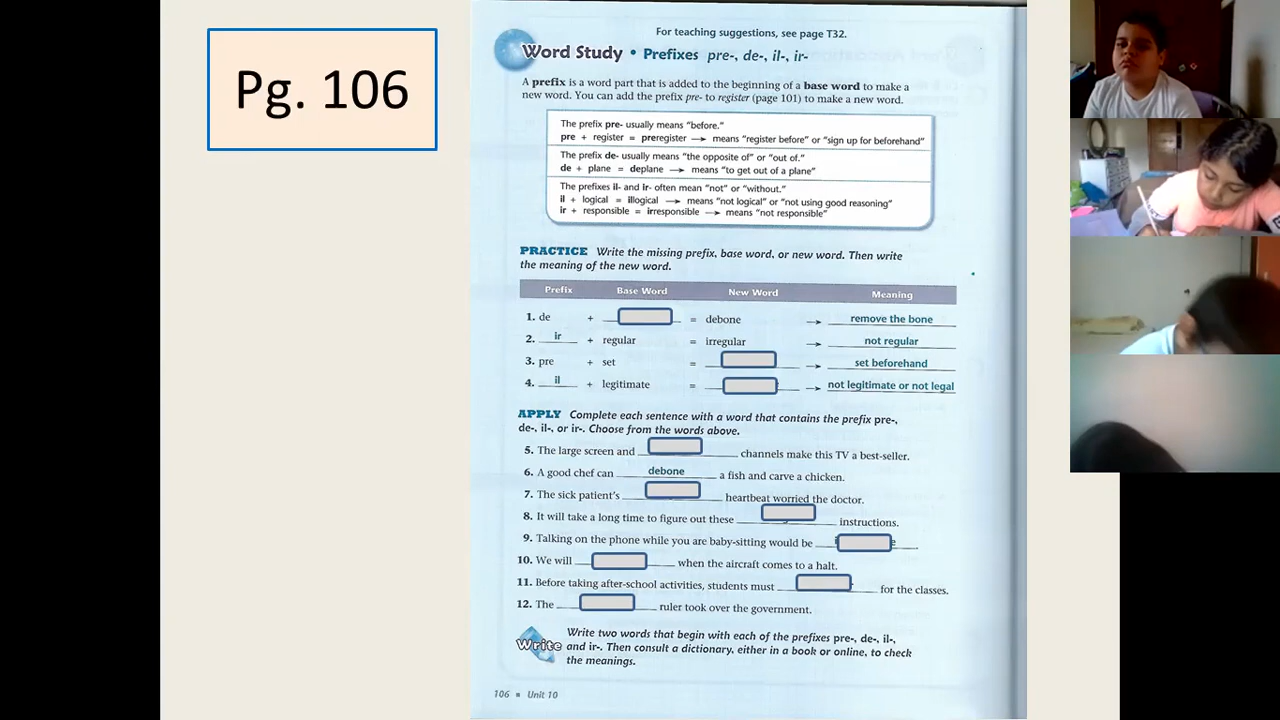 Pg. 106
For teaching suggestions, see page T32.
Word Study • Prefixes pre-, de-, il-, ir-
A prefix is a word part that is added to the beginning of a base word to make a
new word. You can add the prefix pre- to register (page 101) to make a new word.
The prefix pre- usually means "before."
pre + register = preregister → means "register before" or "sign up for beforehand"
The prefix de- usually means "the opposite of" or "out of."
de + plane = deplane → means "to get out of a plane"
The prefixes il- and ir- often mean "not" or "without."
il + logical = illogical → means "not logical" or "not using good reasoning"
ir + responsible = irresponsible → means "not responsible"
PRACTICE Write the missing prefix, base word, or new word. Then write
the meaning of the new word.
Prefix Base Word New Word Meaning
1. de + = debone → remove the bone
2. ir + regular = irregular → not regular
3. pre + set = → set beforehand
4. il + legitimate = → not legitimate or not legal
APPLY Complete each sentence with a word that contains the prefix pre-,
de-, il-, or ir-. Choose from the words above.
5. The large screen and channels make this TV a best-seller.
6. A good chef can debone a fish and carve a chicken.
7. The sick patient's heartbeat worried the doctor.
8. It will take a long time to figure out these instructions.
9. Talking on the phone while you are baby-sitting would be
10. We will when the aircraft comes to a halt.
11. Before taking after-school activities, students must for the classes.
12. The ruler took over the government.
Write Write two words that begin with each of the prefixes pre-, de-, il-,
and ir-. Then consult a dictionary, either in a book or online, to check
the meanings.
106 ▪ Unit 10